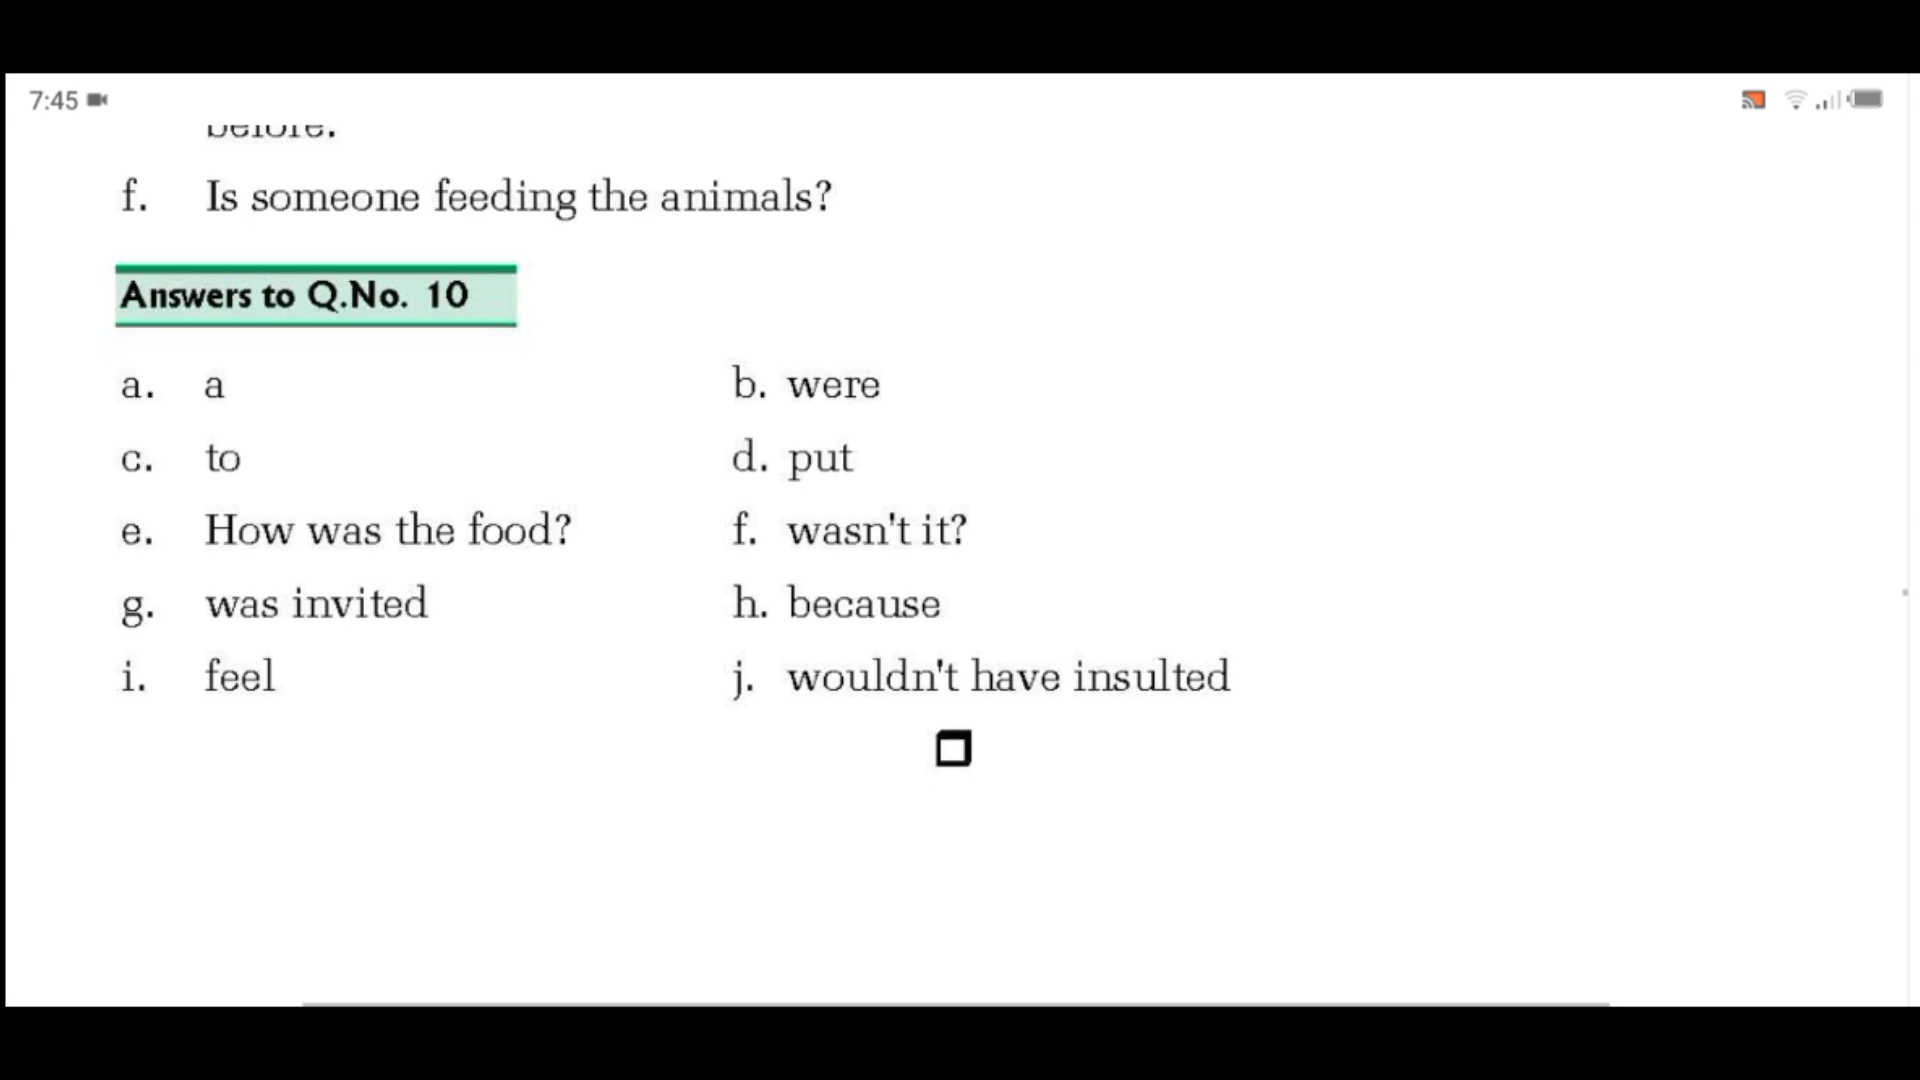 7:45
before.
f. Is someone feeding the animals?
Answers to Q.No. 10
a. a b. were
c. to d. put
e. How was the food? f. wasn't it?
g. was invited h. because
i. feel j. wouldn't have insulted